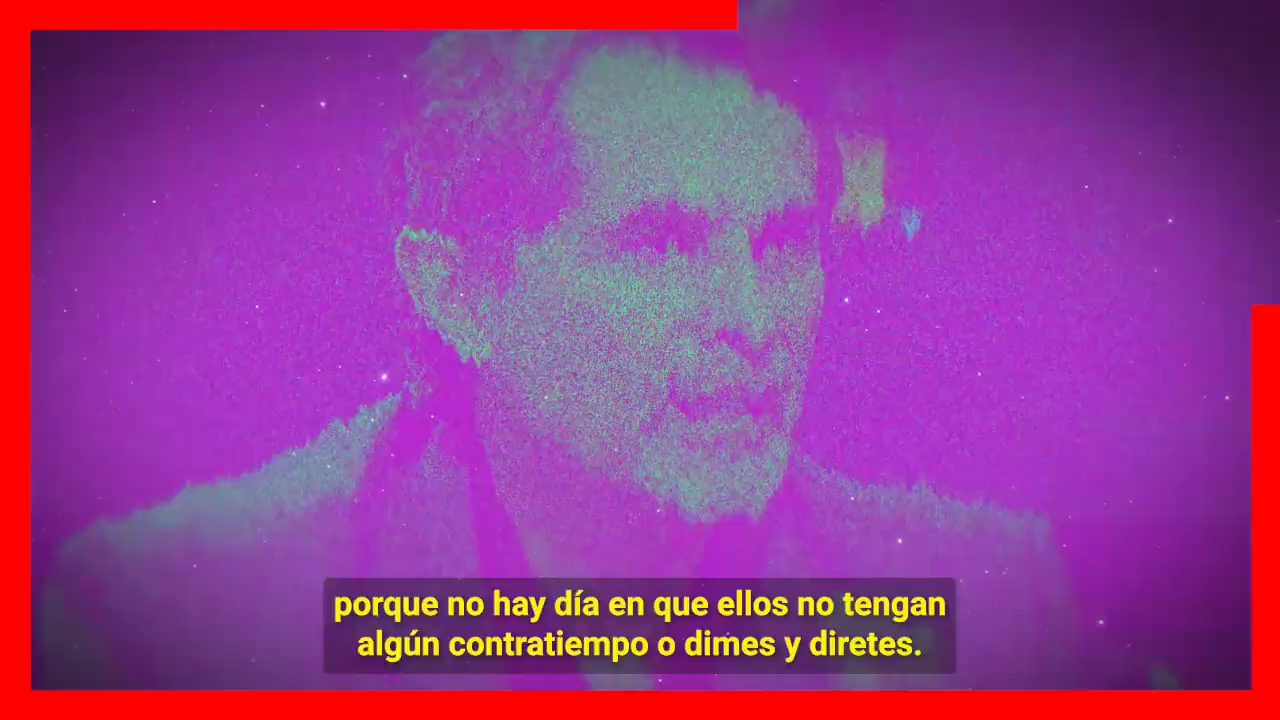 porque no hay día en que ellos no tengan
algún contratiempo o dimes y diretes.